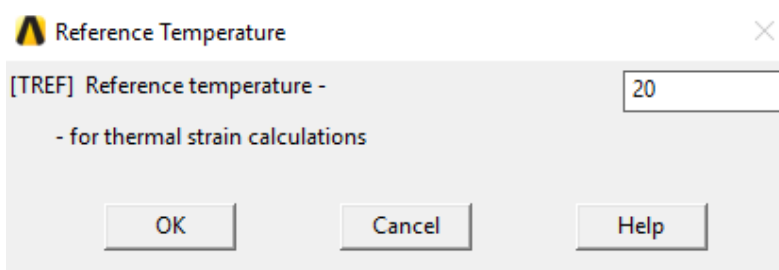 Reference Temperature
[TREF] Reference temperature - 20
- for thermal strain calculations
OK Cancel Help